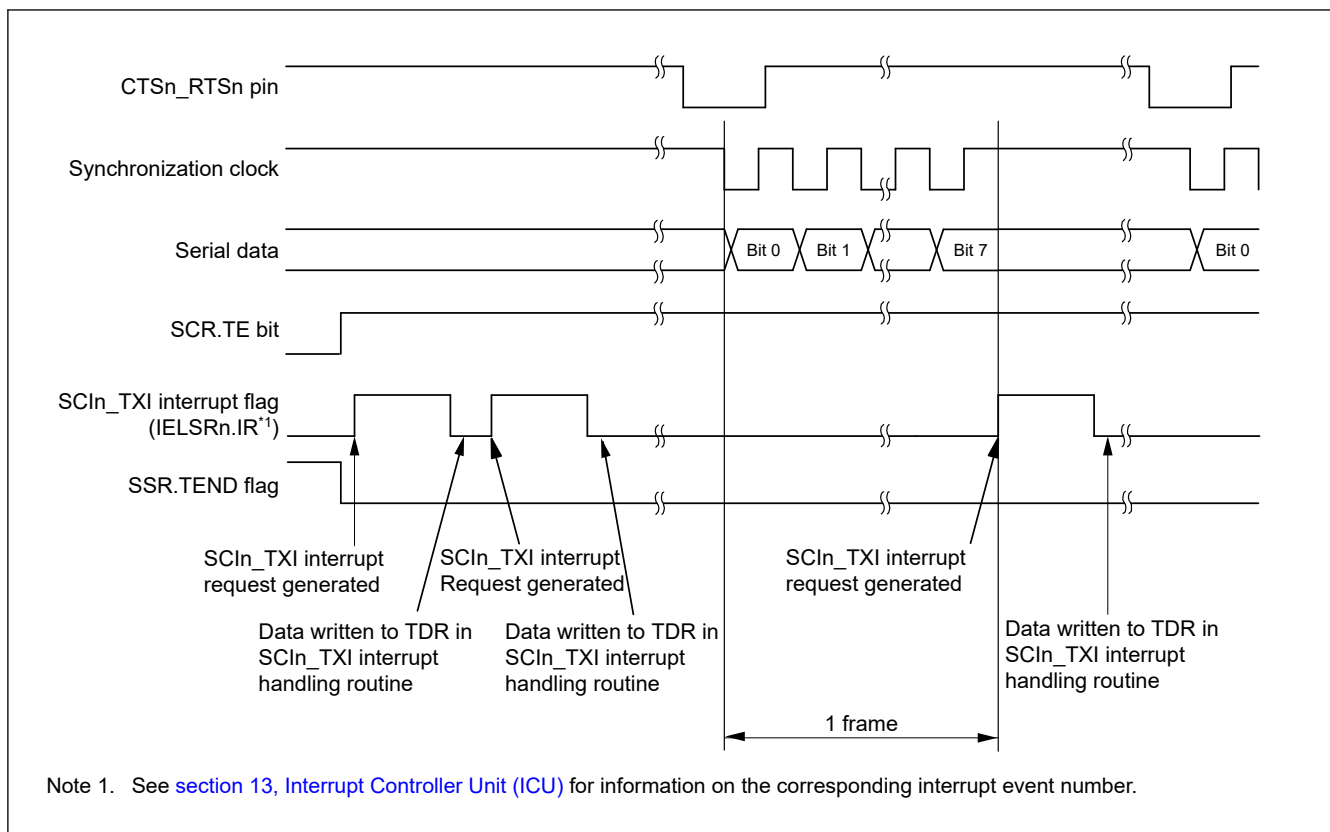 CTSn_RTSn pin
Synchronization clock
Serial data
Bit 0
Bit 1
Bit 7
Bit 0
SCR.TE bit
SCIn_TXI interrupt flag
(IELSRn.IR*1)
SSR.TEND flag
SCIn_TXI interrupt
request generated
SCIn_TXI interrupt
Request generated
SCIn_TXI interrupt
request generated
Data written to TDR in
SCIn_TXI interrupt
handling routine
Data written to TDR in
SCIn_TXI interrupt
handling routine
Data written to TDR in
SCIn_TXI interrupt
handling routine
1 frame
Note 1. See section 13, Interrupt Controller Unit (ICU) for information on the corresponding interrupt event number.